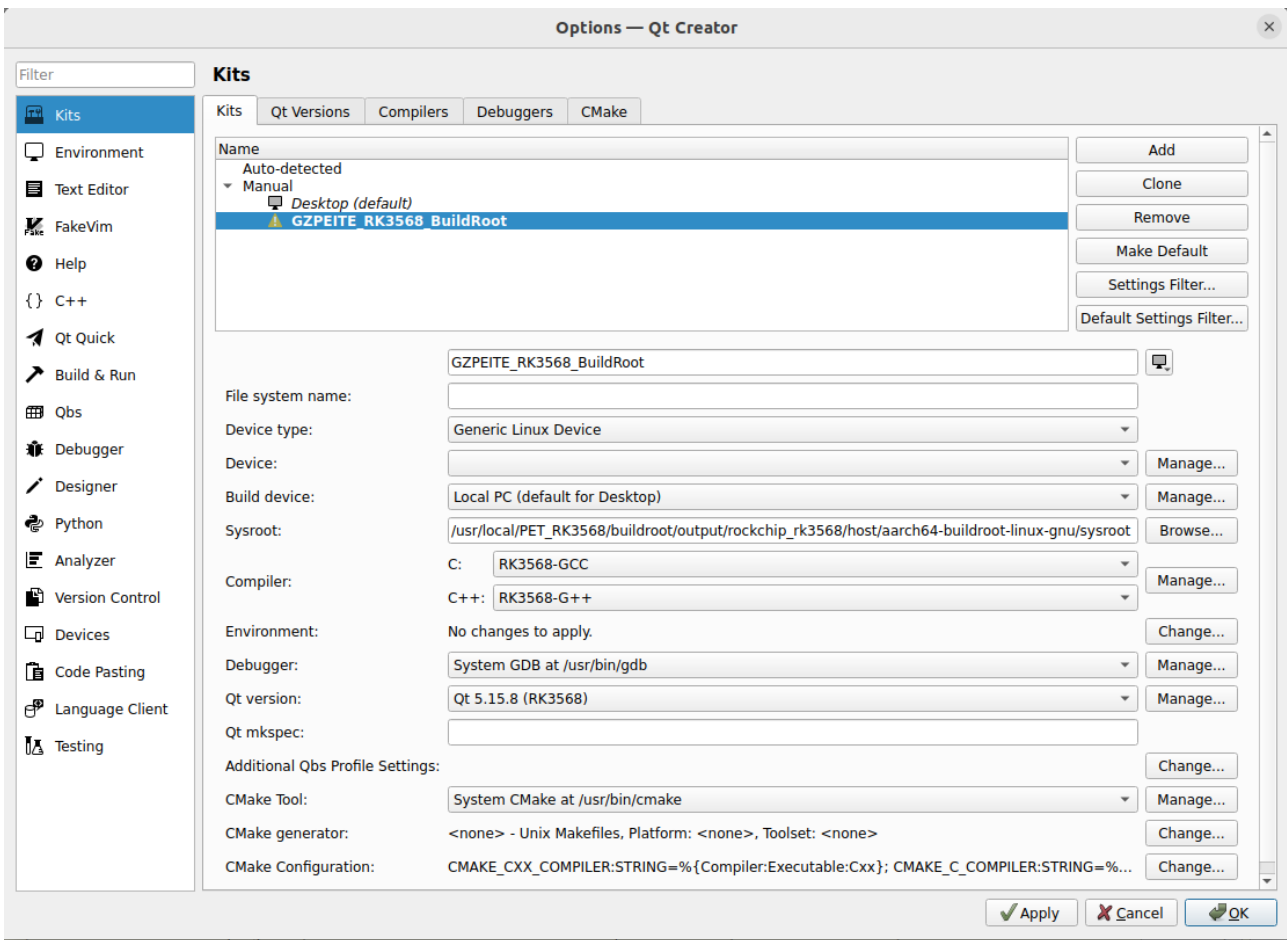 Options — Qt Creator
Filter
Kits
Environment
Text Editor
FakeVim
Help
C++
Qt Quick
Build & Run
Qbs
Debugger
Designer
Python
Analyzer
Version Control
Devices
Code Pasting
Language Client
Testing
Kits
Kits Qt Versions Compilers Debuggers CMake
Name
Auto-detected
Manual
Desktop (default)
GZPEITE_RK3568_BuildRoot
Add
Clone
Remove
Make Default
Settings Filter...
Default Settings Filter...
GZPEITE_RK3568_BuildRoot
File system name:
Device type: Generic Linux Device
Device: Manage...
Build device: Local PC (default for Desktop) Manage...
Sysroot: /usr/local/PET_RK3568/buildroot/output/rockchip_rk3568/host/aarch64-buildroot-linux-gnu/sysroot Browse...
Compiler: C: RK3568-GCC Manage...
C++: RK3568-G++
Environment: No changes to apply. Change...
Debugger: System GDB at /usr/bin/gdb Manage...
Qt version: Qt 5.15.8 (RK3568) Manage...
Qt mkspec:
Additional Qbs Profile Settings: Change...
CMake Tool: System CMake at /usr/bin/cmake Manage...
CMake generator: <none> - Unix Makefiles, Platform: <none>, Toolset: <none> Change...
CMake Configuration: CMAKE_CXX_COMPILER:STRING=%{Compiler:Executable:Cxx}; CMAKE_C_COMPILER:STRING=%... Change...
Apply Cancel OK